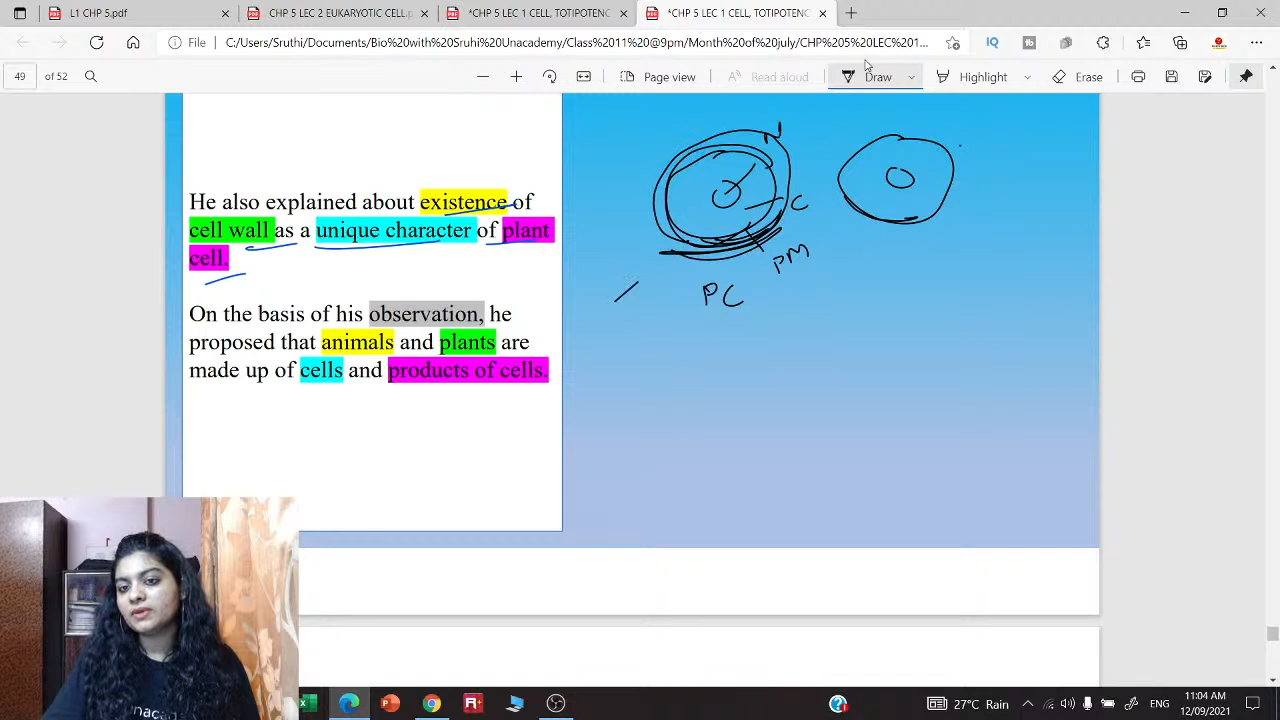 L1 CHP 5.pdf
CHP 5 LEC 2 EUKARYOTIC CELL.p
*CHP 5 LEC 1 CELL, TOTIPOTENC
*CHP 5 LEC 1 CELL, TOTIPOTENC
File
C:/Users/Sruthi/Documents/Bio%20with%20Sruhi%20Unacademy/Class%2011%20@9pm/Month%20of%20july/CHP%205%20LEC%201...
49 of 52
Page view
Read aloud
Draw
Highlight
Erase
He also explained about existence of
cell wall as a unique character of plant
cell.
On the basis of his observation, he
proposed that animals and plants are
made up of cells and products of cells.
N
C
PM
PC
27°C Rain
ENG
11:04 AM
12/09/2021